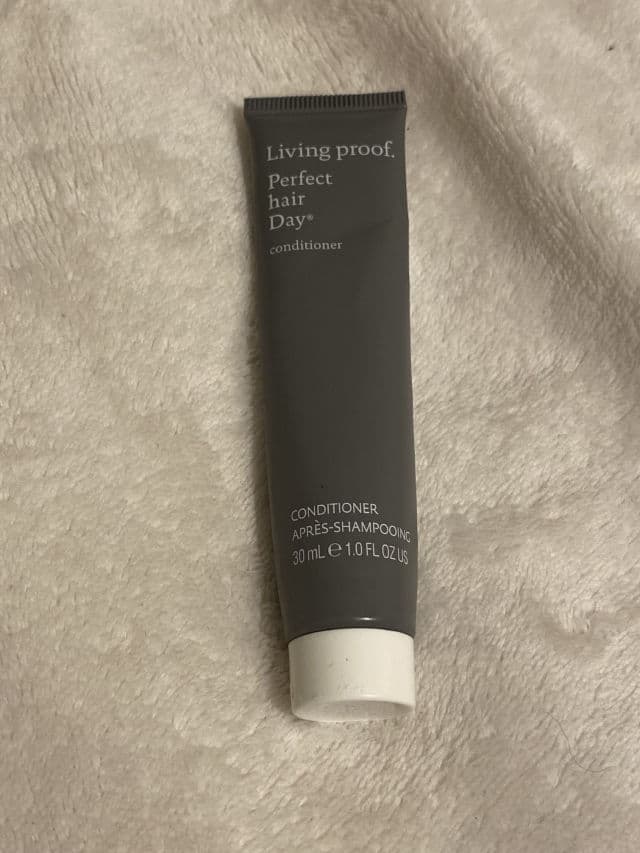 Living proof.
Perfect
hair
Day®
conditioner
CONDITIONER
APRÈS-SHAMPOOING
30 mL ℮ 1.0 FL OZ US